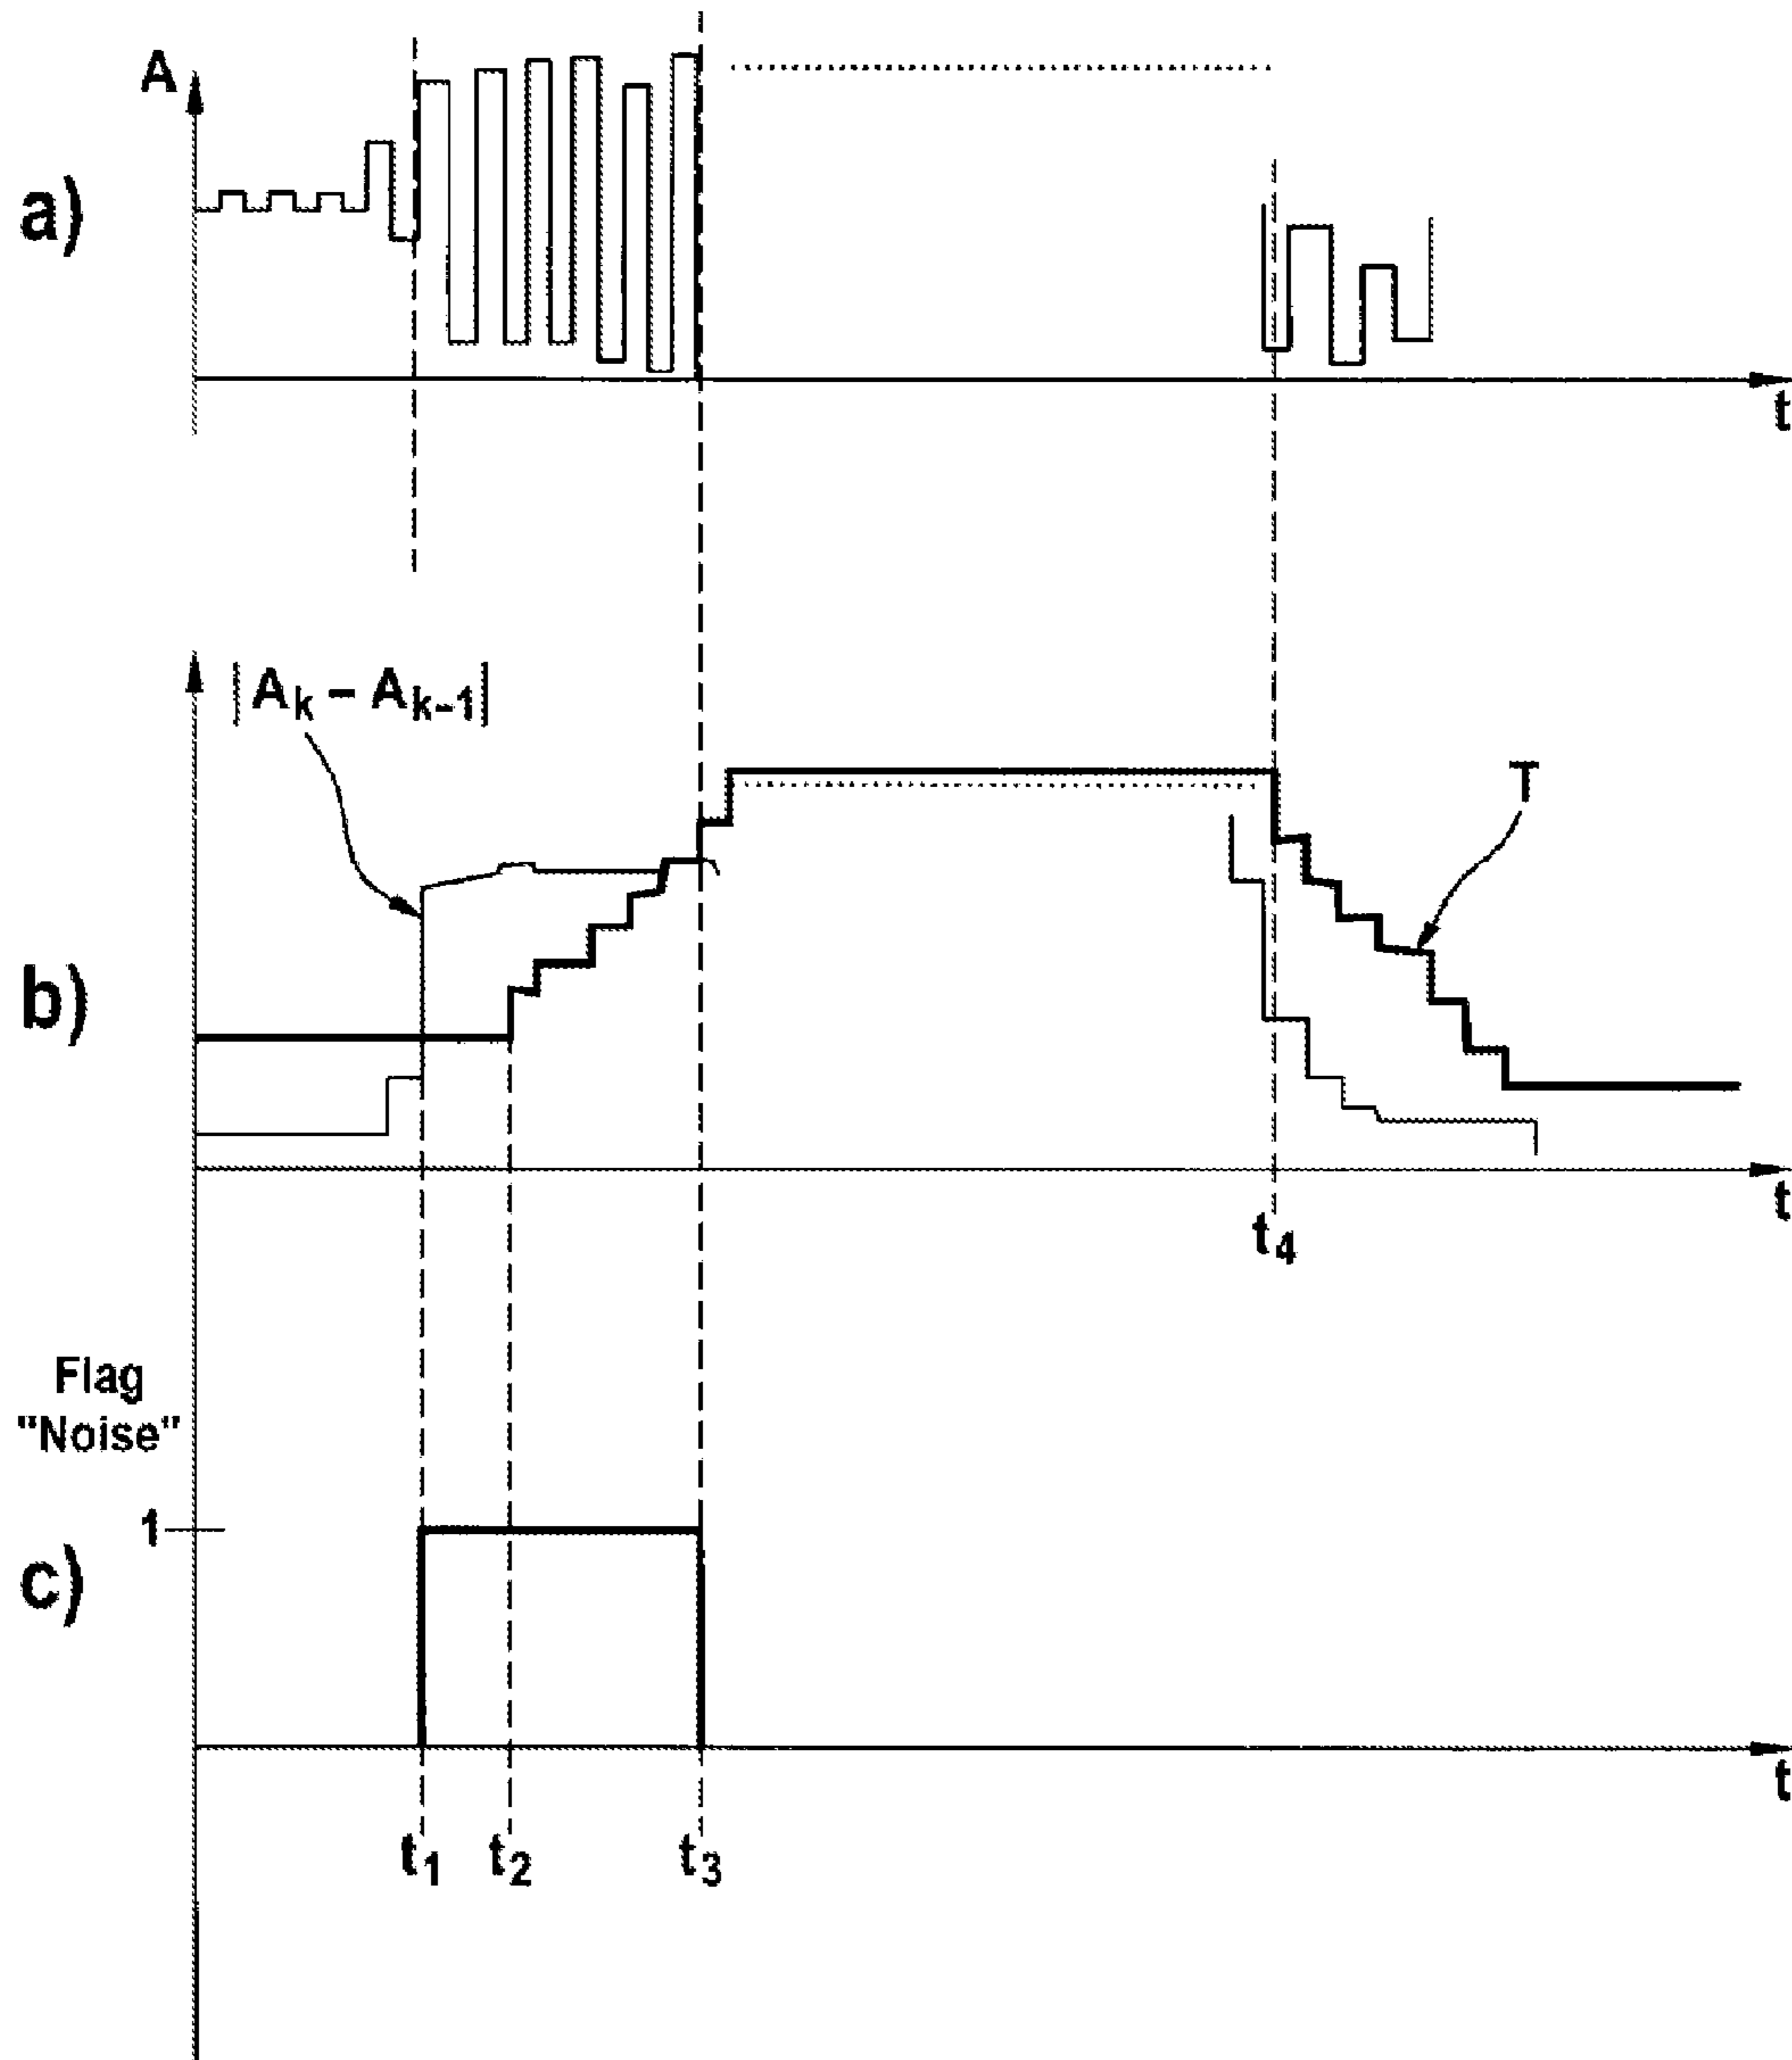 A
a)
t
|Aₖ – Aₖ₋₁|
T
b)
t
t₄
Flag
"Noise"
1
c)
t
t₁ t₂ t₃